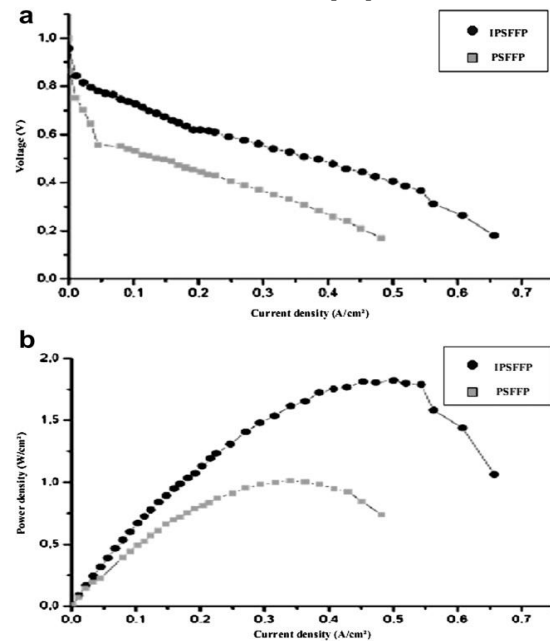 a
IPSFFP
PSFFP
1.0
0.8
0.6
0.4
0.2
0.0
Voltage (V)
0.0 0.1 0.2 0.3 0.4 0.5 0.6 0.7
Current density (A/cm²)
b
IPSFFP
PSFFP
2,0
1,5
1,0
0,5
0,0
Power density (W/cm²)
0.0 0.1 0.2 0.3 0.4 0.5 0.6 0.7
Current density (A/cm²)